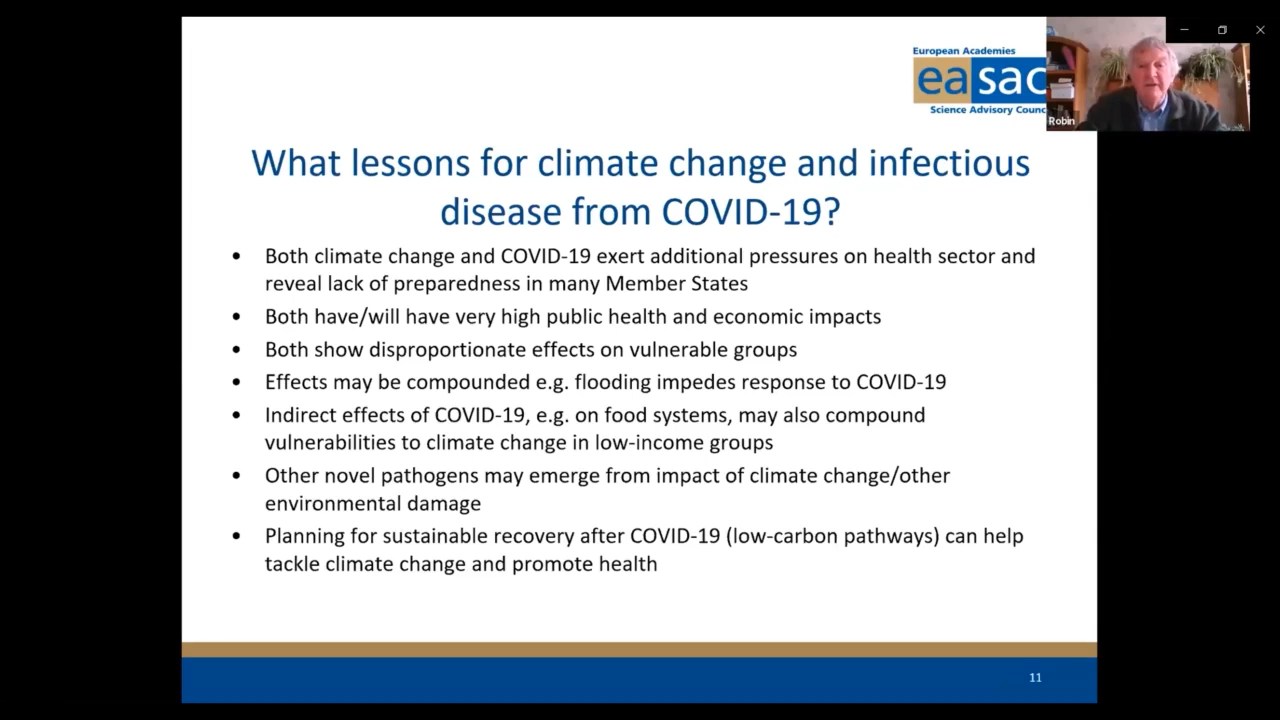 European Academies
easac
Science Advisory Counc
Robin
What lessons for climate change and infectious
disease from COVID-19?
• Both climate change and COVID-19 exert additional pressures on health sector and
reveal lack of preparedness in many Member States
• Both have/will have very high public health and economic impacts
• Both show disproportionate effects on vulnerable groups
• Effects may be compounded e.g. flooding impedes response to COVID-19
• Indirect effects of COVID-19, e.g. on food systems, may also compound
vulnerabilities to climate change in low-income groups
• Other novel pathogens may emerge from impact of climate change/other
environmental damage
• Planning for sustainable recovery after COVID-19 (low-carbon pathways) can help
tackle climate change and promote health
11